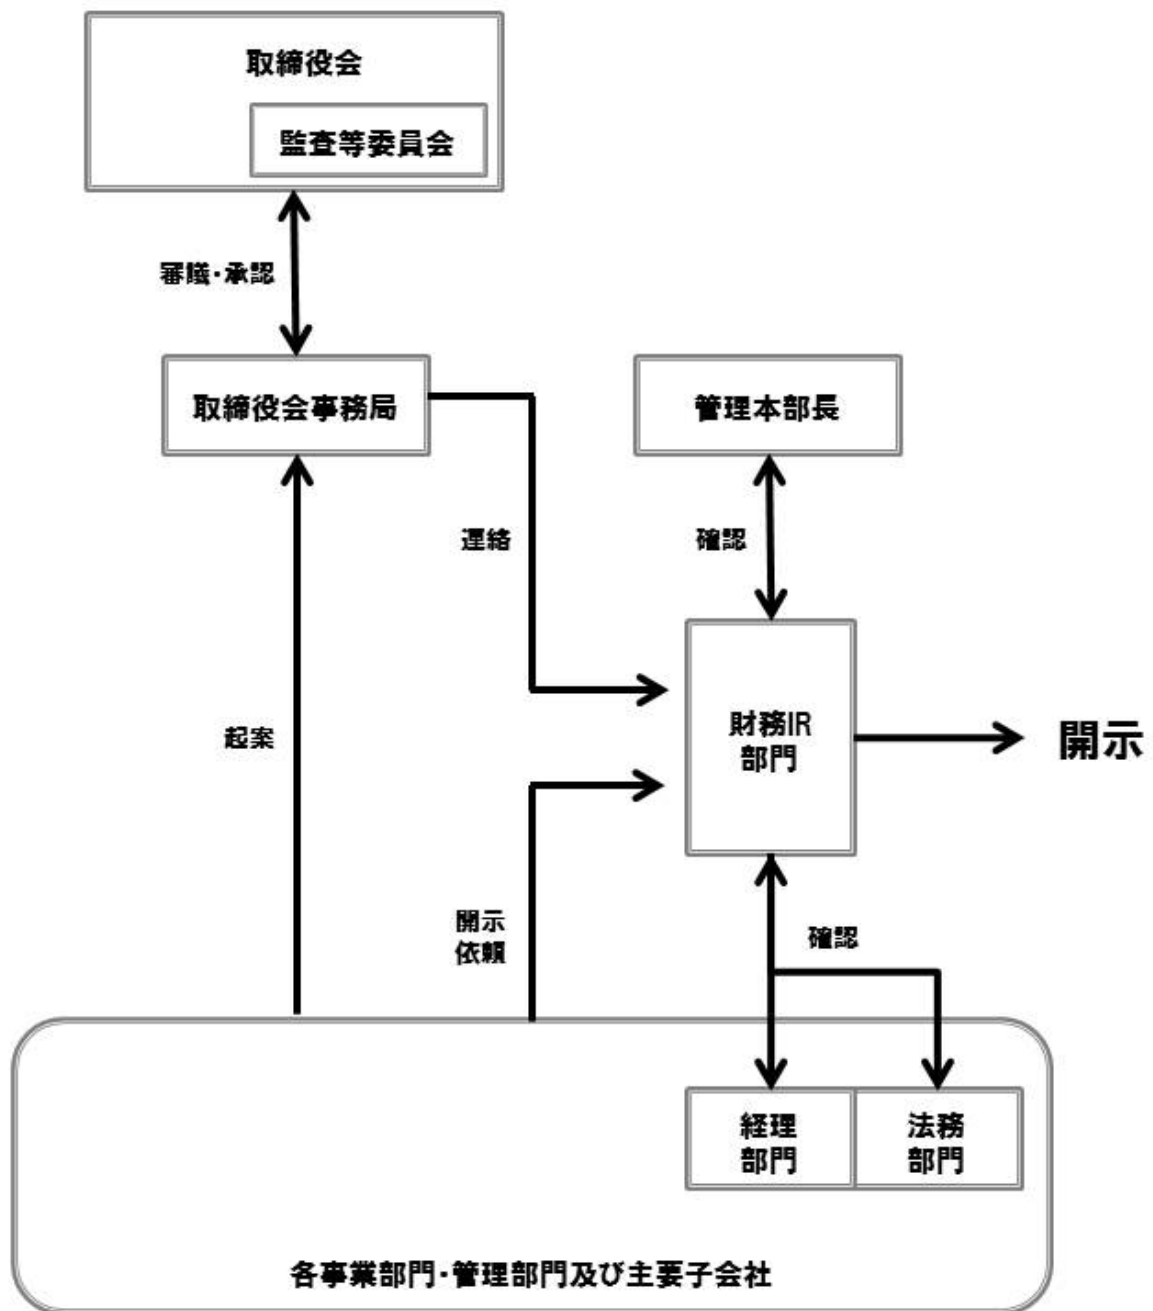 取締役会
監査等委員会
審議・承認
取締役会事務局
管理本部長
連絡
確認
起案
財務IR
部門
開示
開示
依頼
確認
経理
部門
法務
部門
各事業部門・管理部門及び主要子会社